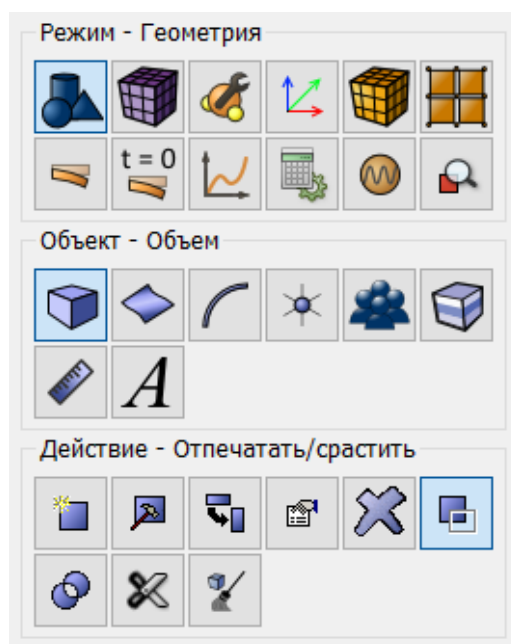 Режим - Геометрия
t = 0
Объект - Объем
A
Действие - Отпечатать/срастить